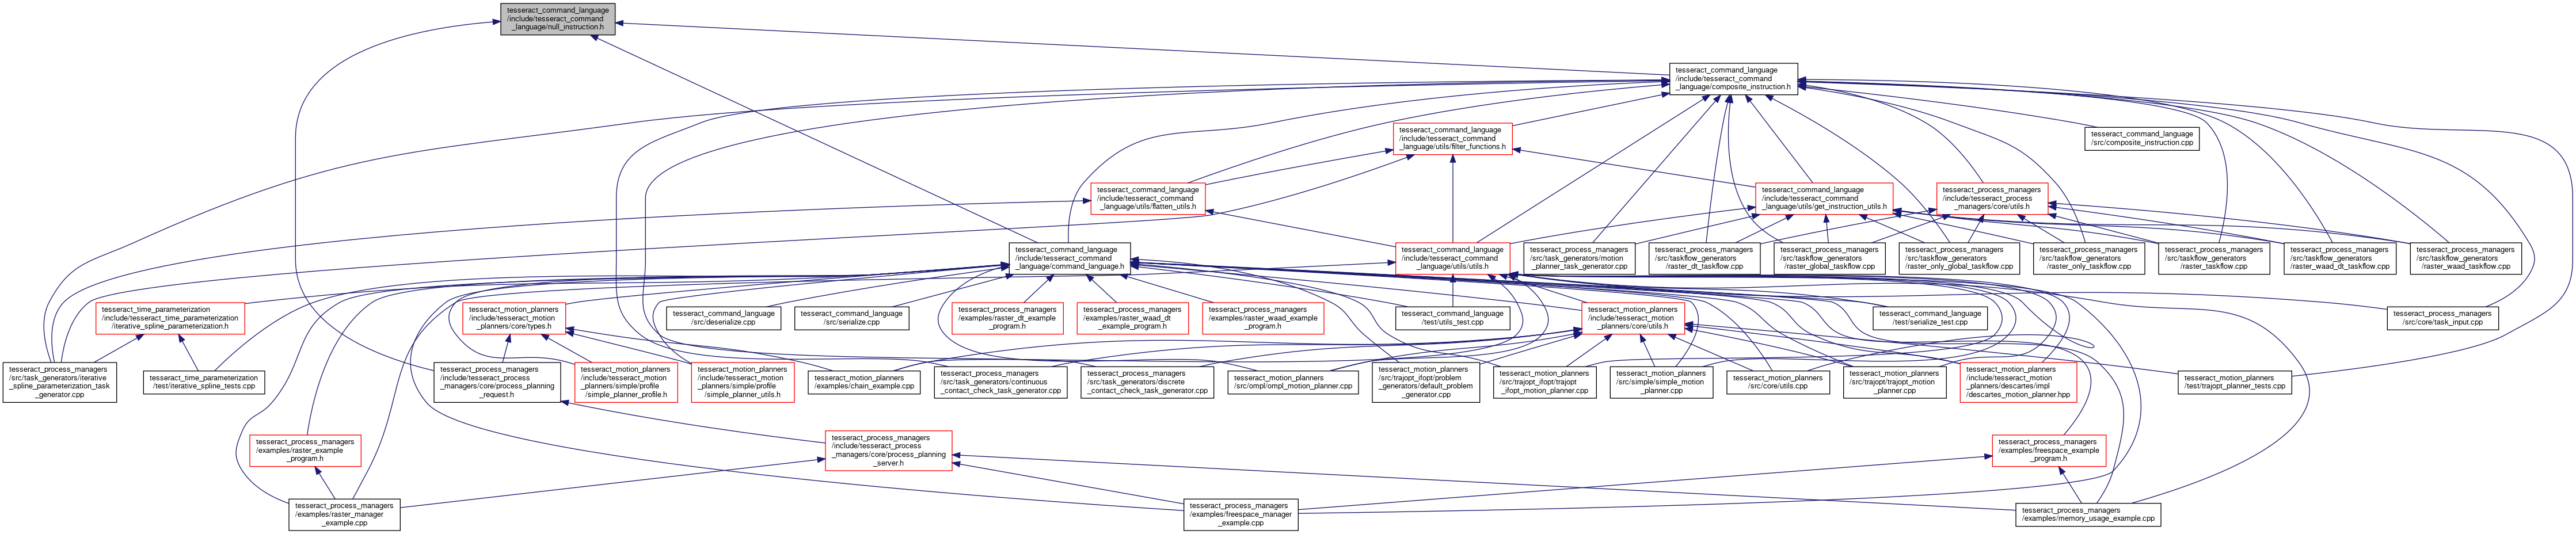 tesseract_command_language
/include/tesseract_command
_language/null_instruction.h
tesseract_command_language
/include/tesseract_command
_language/composite_instruction.h
tesseract_command_language
/include/tesseract_command
_language/utils/filter_functions.h
tesseract_command_language
/src/composite_instruction.cpp
tesseract_command_language
/include/tesseract_command
_language/utils/flatten_utils.h
tesseract_command_language
/include/tesseract_command
_language/utils/get_instruction_utils.h
tesseract_process_managers
/include/tesseract_process
_managers/core/utils.h
tesseract_command_language
/include/tesseract_command
_language/command_language.h
tesseract_command_language
/include/tesseract_command
_language/utils/utils.h
tesseract_process_managers
/src/task_generators/motion
_planner_task_generator.cpp
tesseract_process_managers
/src/taskflow_generators
/raster_dt_taskflow.cpp
tesseract_process_managers
/src/taskflow_generators
/raster_global_taskflow.cpp
tesseract_process_managers
/src/taskflow_generators
/raster_only_global_taskflow.cpp
tesseract_process_managers
/src/taskflow_generators
/raster_only_taskflow.cpp
tesseract_process_managers
/src/taskflow_generators
/raster_taskflow.cpp
tesseract_process_managers
/src/taskflow_generators
/raster_waad_dt_taskflow.cpp
tesseract_process_managers
/src/taskflow_generators
/raster_waad_taskflow.cpp
tesseract_time_parameterization
/include/tesseract_time_parameterization
/iterative_spline_parameterization.h
tesseract_motion_planners
/include/tesseract_motion
_planners/core/types.h
tesseract_command_language
/src/deserialize.cpp
tesseract_command_language
/src/serialize.cpp
tesseract_process_managers
/examples/raster_dt_example
_program.h
tesseract_process_managers
/examples/raster_waad_dt
_example_program.h
tesseract_process_managers
/examples/raster_waad_example
_program.h
tesseract_command_language
/test/utils_test.cpp
tesseract_motion_planners
/include/tesseract_motion
_planners/core/utils.h
tesseract_command_language
/test/serialize_test.cpp
tesseract_process_managers
/src/core/task_input.cpp
tesseract_process_managers
/src/task_generators/iterative
_spline_parameterization_task
_generator.cpp
tesseract_time_parameterization
/test/iterative_spline_tests.cpp
tesseract_process_managers
/include/tesseract_process
_managers/core/process_planning
_request.h
tesseract_motion_planners
/include/tesseract_motion
_planners/simple/profile
/simple_planner_profile.h
tesseract_motion_planners
/include/tesseract_motion
_planners/simple/profile
/simple_planner_utils.h
tesseract_motion_planners
/examples/chain_example.cpp
tesseract_process_managers
/src/task_generators/continuous
_contact_check_task_generator.cpp
tesseract_process_managers
/src/task_generators/discrete
_contact_check_task_generator.cpp
tesseract_motion_planners
/src/ompl/ompl_motion_planner.cpp
tesseract_motion_planners
/src/trajopt_ifopt/problem
_generators/default_problem
_generator.cpp
tesseract_motion_planners
/src/trajopt_ifopt/trajopt
_ifopt_motion_planner.cpp
tesseract_motion_planners
/src/simple/simple_motion
_planner.cpp
tesseract_motion_planners
/src/core/utils.cpp
tesseract_motion_planners
/src/trajopt/trajopt_motion
_planner.cpp
tesseract_motion_planners
/include/tesseract_motion
_planners/descartes/impl
/descartes_motion_planner.hpp
tesseract_motion_planners
/test/trajopt_planner_tests.cpp
tesseract_process_managers
/examples/raster_example
_program.h
tesseract_process_managers
/include/tesseract_process
_managers/core/process_planning
_server.h
tesseract_process_managers
/examples/freespace_example
_program.h
tesseract_process_managers
/examples/raster_manager
_example.cpp
tesseract_process_managers
/examples/freespace_manager
_example.cpp
tesseract_process_managers
/examples/memory_usage_example.cpp